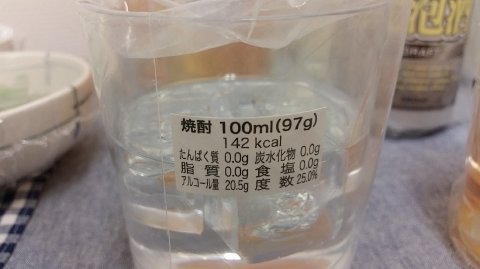 焼酎 100ml(97g)
142 kcal
たんぱく質 0.0g 炭水化物 0.0g
脂質 0.0g 食塩 0.0g
アルコール量 20.5g 度数 25.0%
泡酒